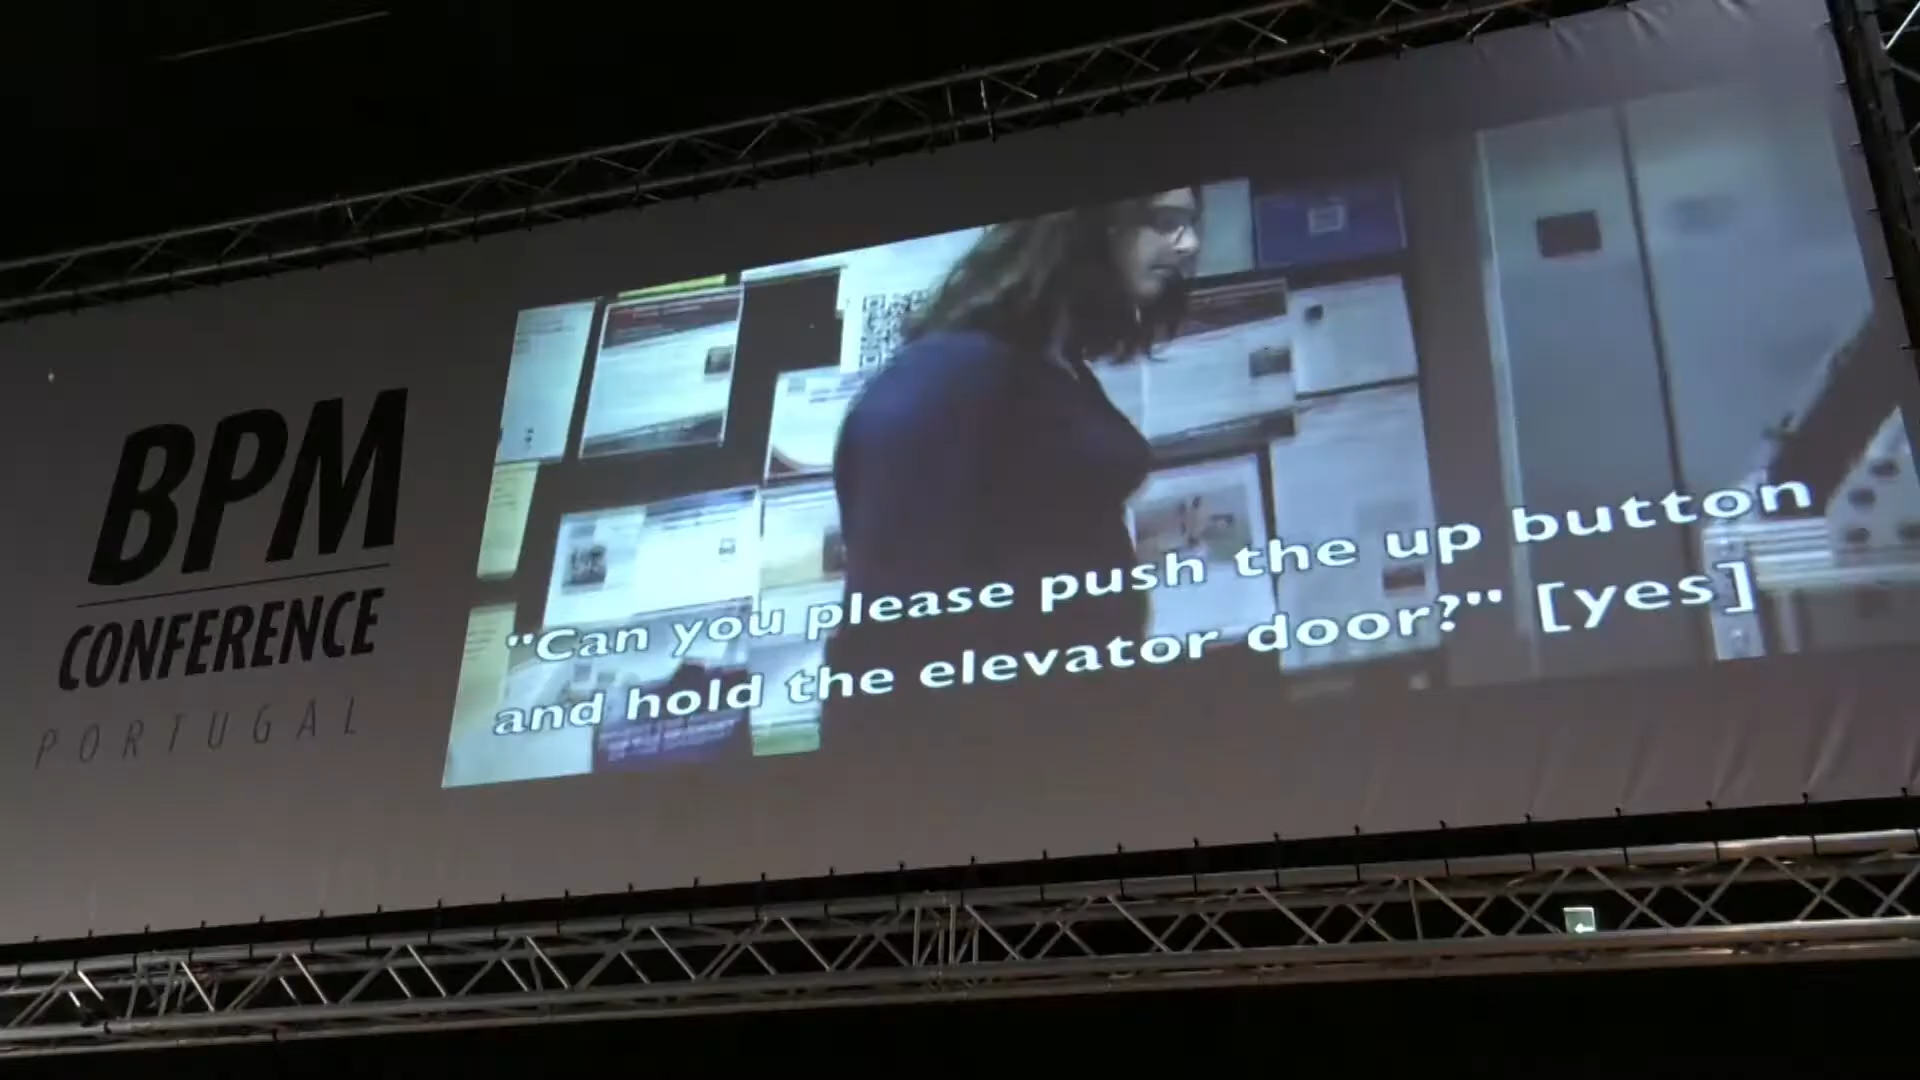 BPM
CONFERENCE
PORTUGAL
"Can you please push the up button
and hold the elevator door?" [yes]